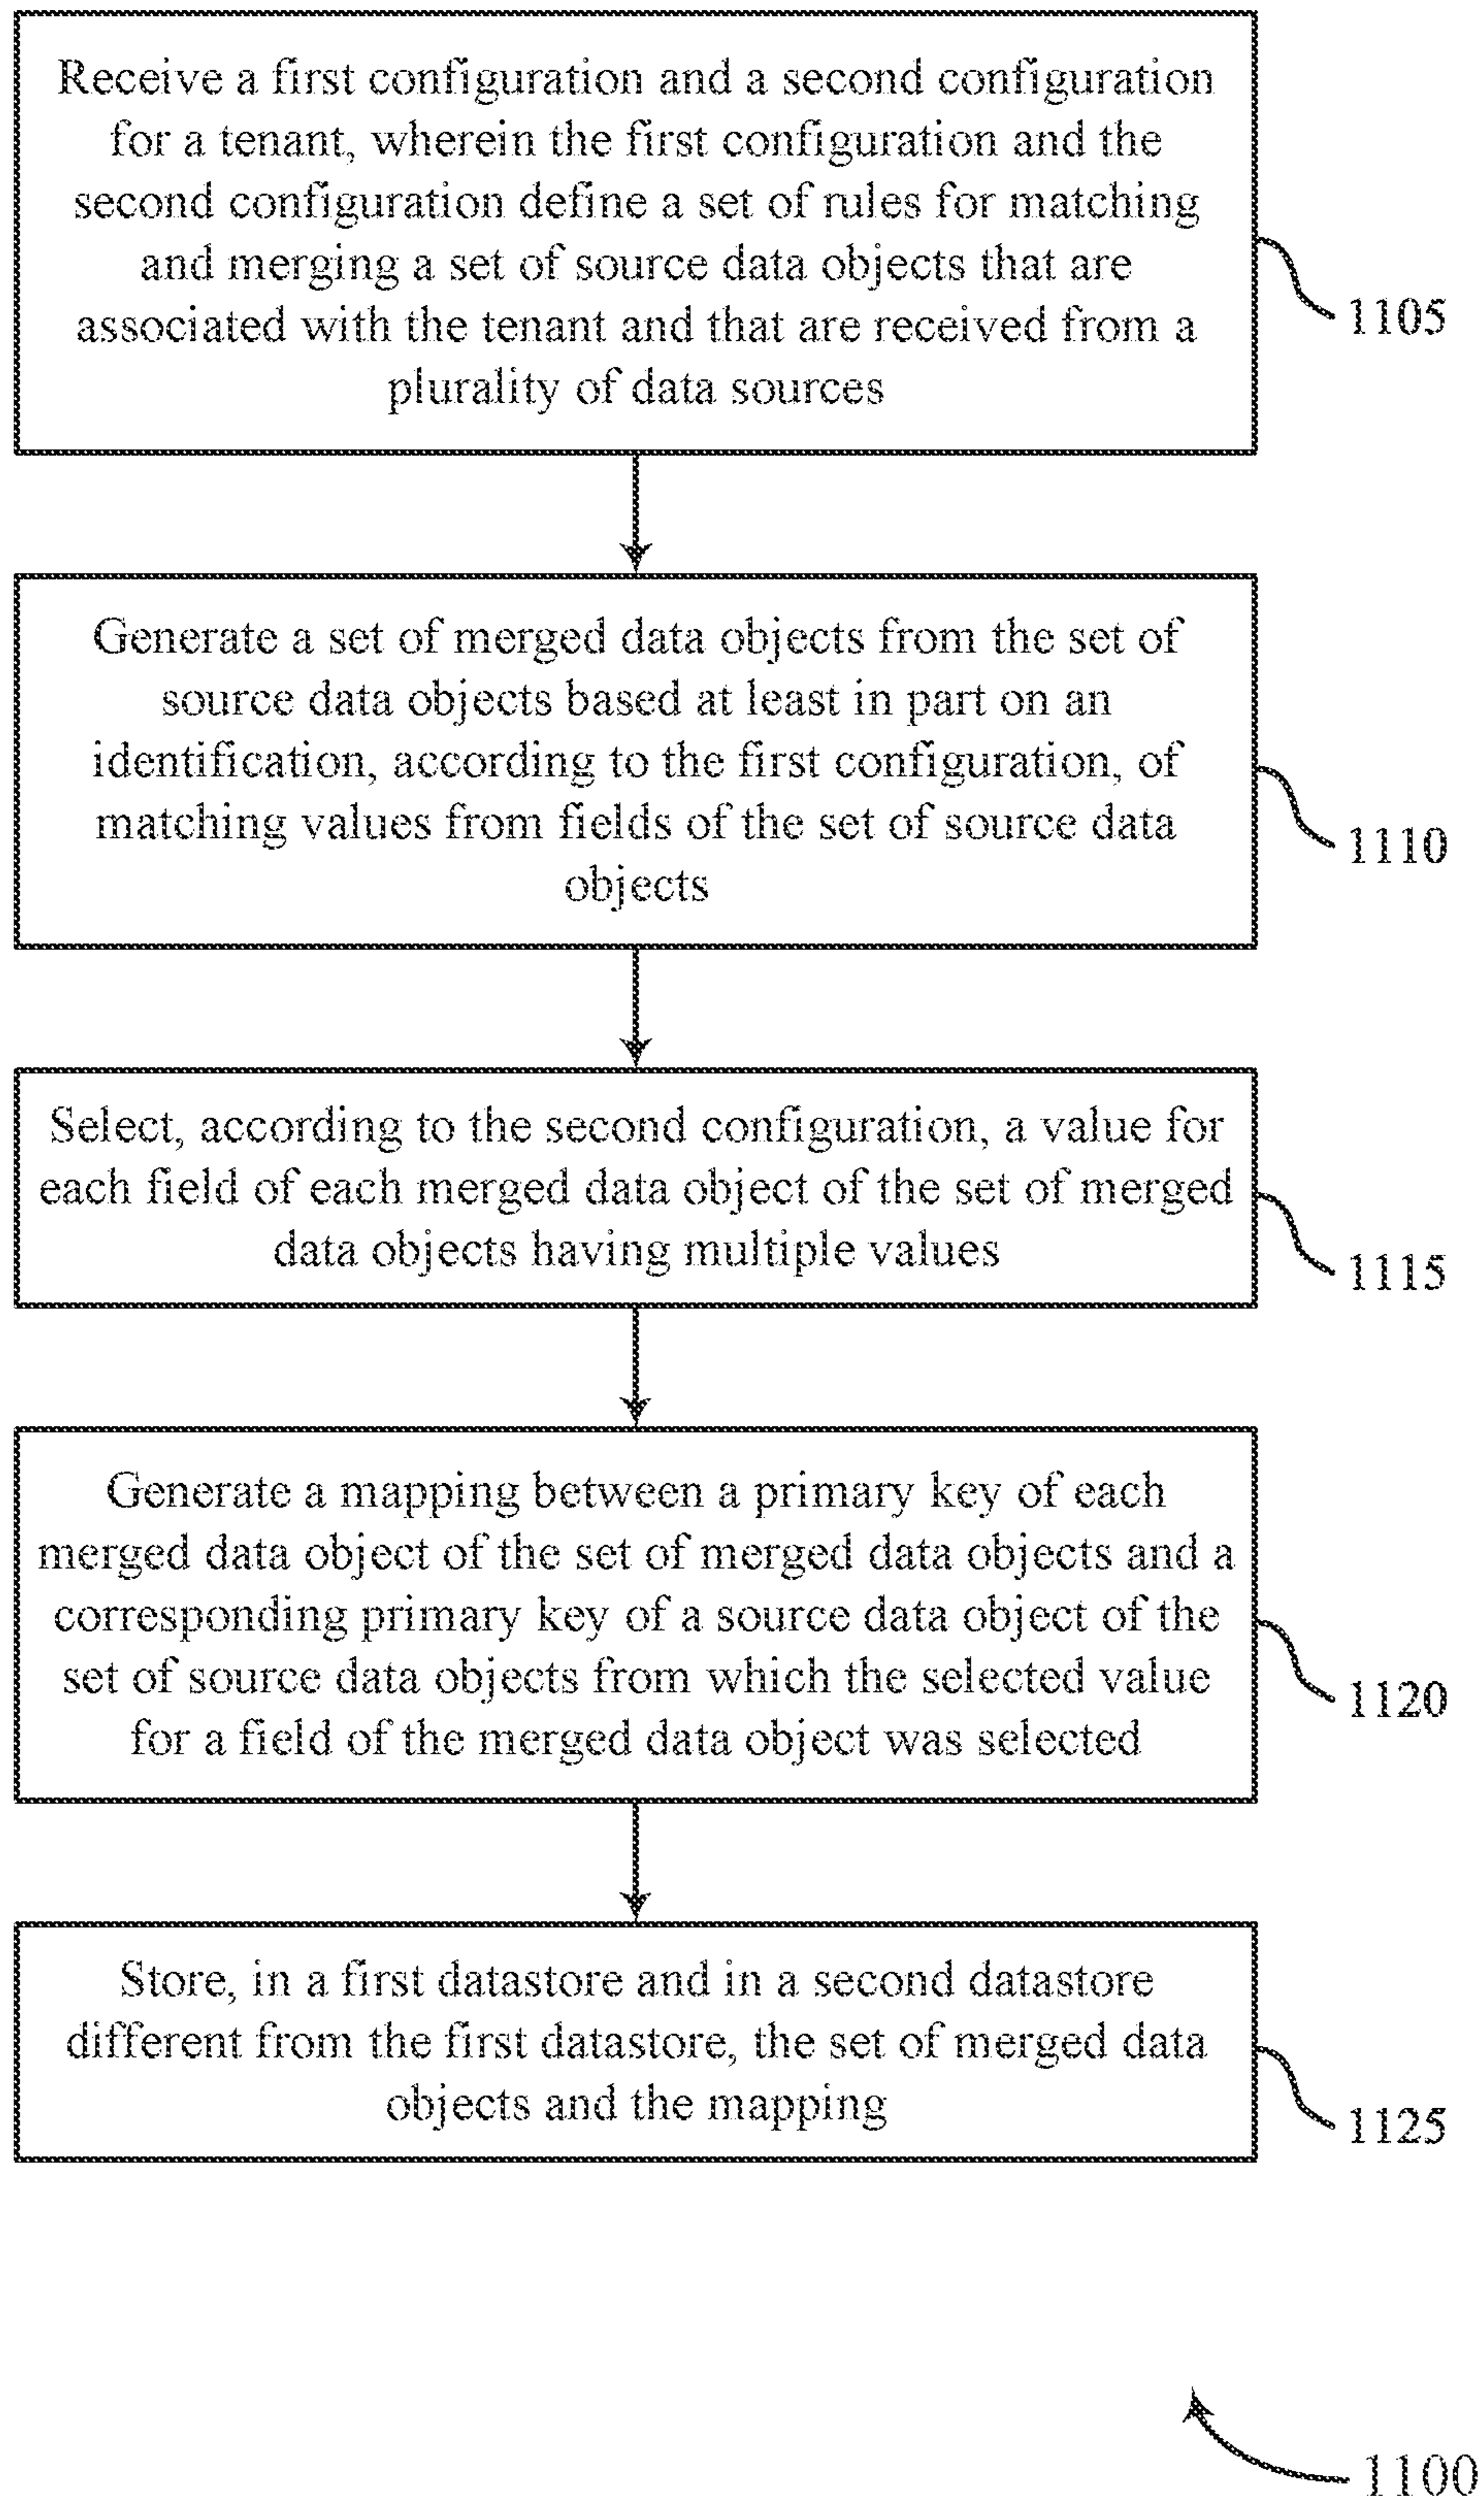 Receive a first configuration and a second configuration
for a tenant, wherein the first configuration and the
second configuration define a set of rules for matching
and merging a set of source data objects that are
associated with the tenant and that are received from a
plurality of data sources
1105
Generate a set of merged data objects from the set of
source data objects based at least in part on an
identification, according to the first configuration, of
matching values from fields of the set of source data
objects
1110
Select, according to the second configuration, a value for
each field of each merged data object of the set of merged
data objects having multiple values
1115
Generate a mapping between a primary key of each
merged data object of the set of merged data objects and a
corresponding primary key of a source data object of the
set of source data objects from which the selected value
for a field of the merged data object was selected
1120
Store, in a first datastore and in a second datastore
different from the first datastore, the set of merged data
objects and the mapping
1125
1100